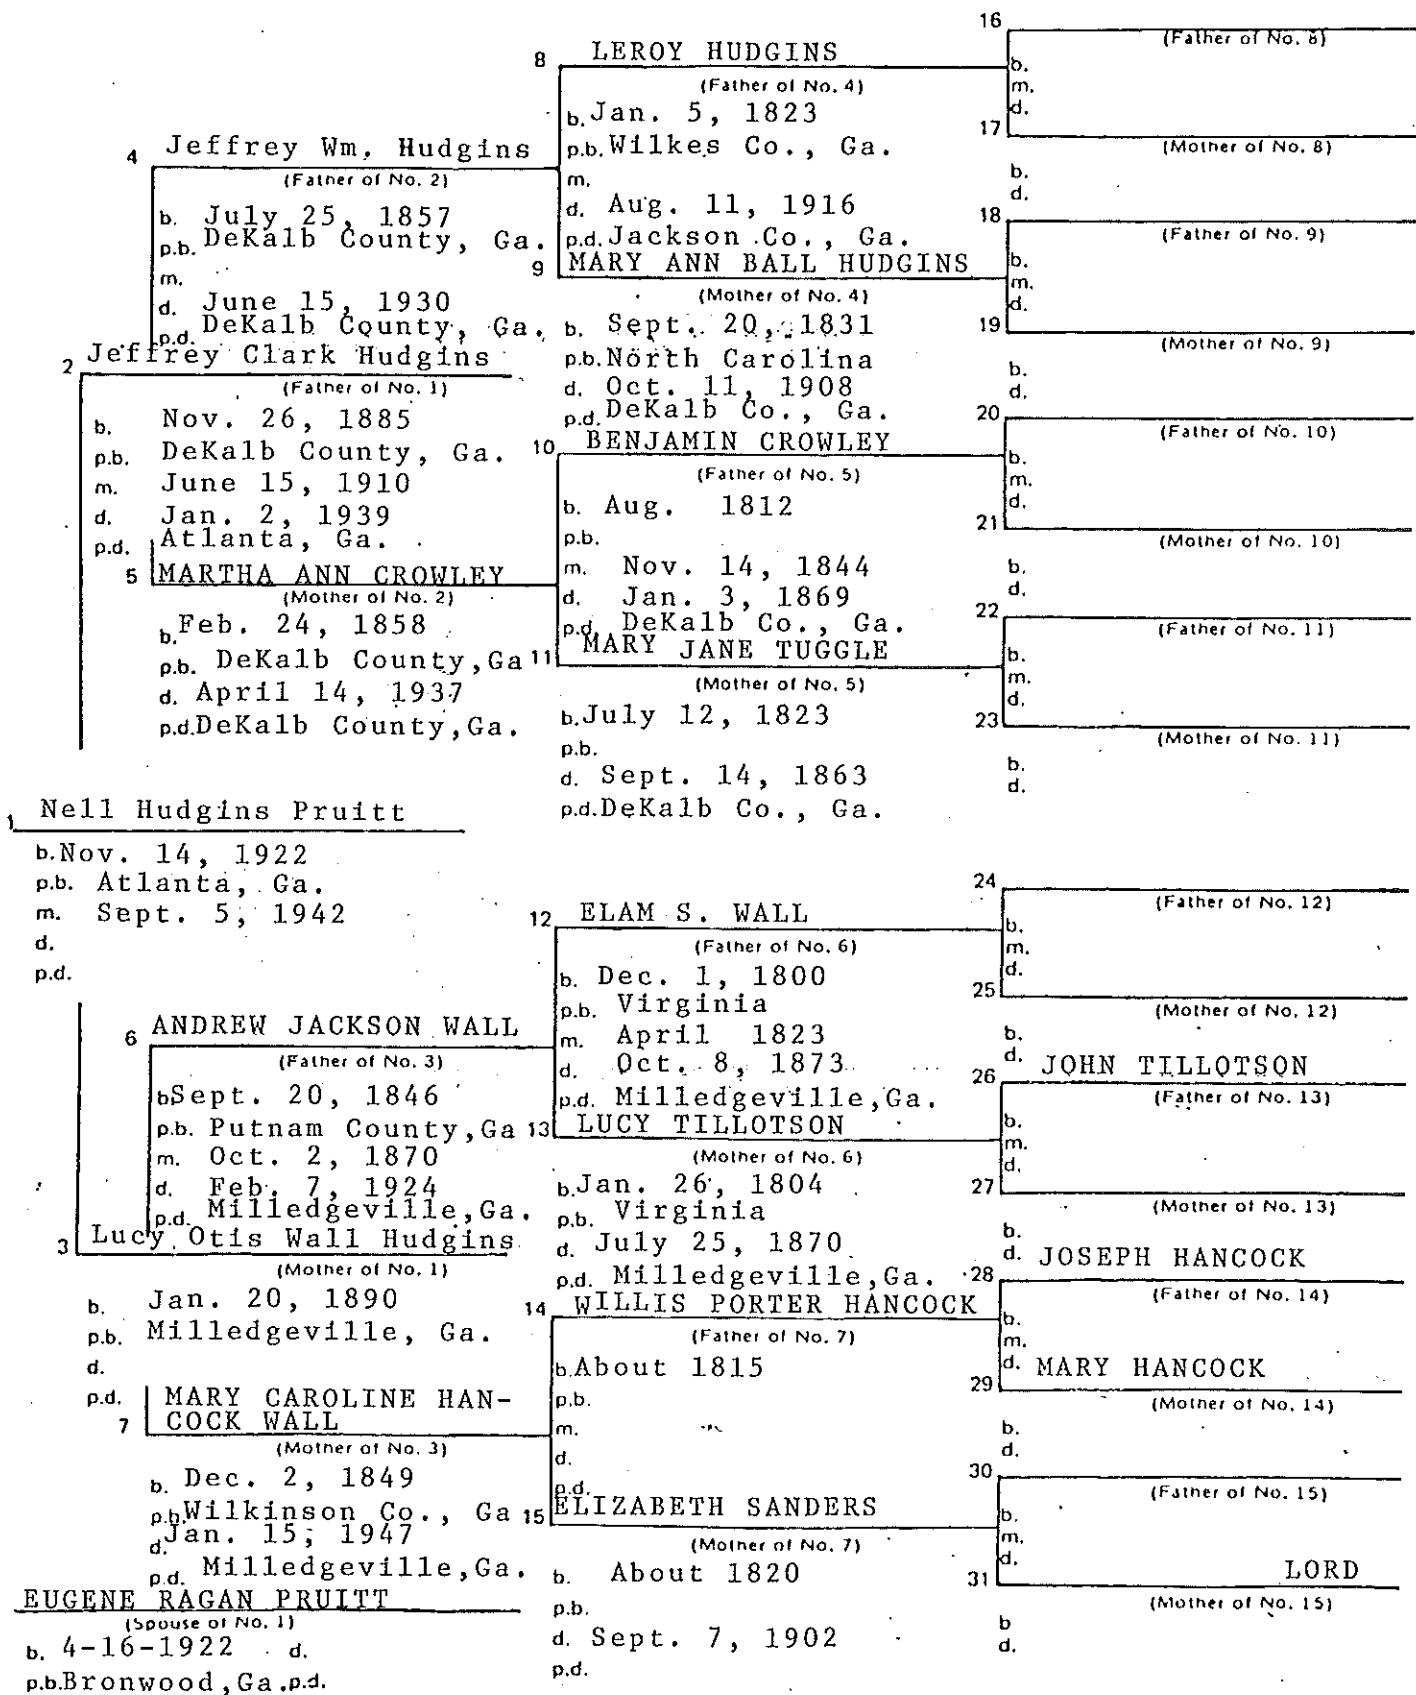 1 Nell Hudgins Pruitt
b. Nov. 14, 1922
p.b. Atlanta, Ga.
m. Sept. 5, 1942
d.
p.d.
EUGENE RAGAN PRUITT
(Spouse of No. 1)
b. 4-16-1922 d.
p.b. Bronwood, Ga. p.d.
2 Jeffrey Clark Hudgins
(Father of No. 1)
b. Nov. 26, 1885
p.b. DeKalb County, Ga.
m. June 15, 1910
d. Jan. 2, 1939
p.d. Atlanta, Ga.
3 Lucy Otis Wall Hudgins
(Mother of No. 1)
b. Jan. 20, 1890
p.b. Milledgeville, Ga.
d.
p.d.
4 Jeffrey Wm. Hudgins
(Father of No. 2)
b. July 25, 1857
p.b. DeKalb County, Ga.
m.
d. June 15, 1930
p.d. DeKalb County, Ga.
5 MARTHA ANN CROWLEY
(Mother of No. 2)
b. Feb. 24, 1858
p.b. DeKalb County, Ga
d. April 14, 1937
p.d. DeKalb County, Ga.
6 ANDREW JACKSON WALL
(Father of No. 3)
b Sept. 20, 1846
p.b. Putnam County, Ga
m. Oct. 2, 1870
d. Feb. 7, 1924
p.d. Milledgeville, Ga.
7 MARY CAROLINE HAN-
COCK WALL
(Mother of No. 3)
b. Dec. 2, 1849
p.b. Wilkinson Co., Ga
d. Jan. 15, 1947
p.d. Milledgeville, Ga.
8 LEROY HUDGINS
(Father of No. 4)
b. Jan. 5, 1823
p.b. Wilkes Co., Ga.
m.
d. Aug. 11, 1916
p.d. Jackson Co., Ga.
9 MARY ANN BALL HUDGINS
(Mother of No. 4)
b. Sept. 20, 1831
p.b. North Carolina
d. Oct. 11, 1908
p.d. DeKalb Co., Ga.
10 BENJAMIN CROWLEY
(Father of No. 5)
b. Aug. 1812
p.b.
m. Nov. 14, 1844
d. Jan. 3, 1869
p.d. DeKalb Co., Ga.
11 MARY JANE TUGGLE
(Mother of No. 5)
b. July 12, 1823
p.b.
d. Sept. 14, 1863
p.d. DeKalb Co., Ga.
12 ELAM S. WALL
(Father of No. 6)
b. Dec. 1, 1800
p.b. Virginia
m. April 1823
d. Oct. 8, 1873
p.d. Milledgeville, Ga.
13 LUCY TILLOTSON
(Mother of No. 6)
b. Jan. 26, 1804
p.b. Virginia
d. July 25, 1870
p.d. Milledgeville, Ga.
14 WILLIS PORTER HANCOCK
(Father of No. 7)
b. About 1815
p.b.
m.
d.
p.d.
15 ELIZABETH SANDERS
(Mother of No. 7)
b. About 1820
p.b.
d. Sept. 7, 1902
p.d.
16
(Father of No. 8)
b.
m.
d.
17
(Mother of No. 8)
b.
d.
18
(Father of No. 9)
b.
m.
d.
19
(Mother of No. 9)
b.
d.
20
(Father of No. 10)
b.
m.
d.
21
(Mother of No. 10)
b.
d.
22
(Father of No. 11)
b.
m.
d.
23
(Mother of No. 11)
b.
d.
24
(Father of No. 12)
b.
m.
d.
25
(Mother of No. 12)
b.
d.
26 JOHN TILLOTSON
(Father of No. 13)
b.
m.
d.
27
(Mother of No. 13)
b.
d.
28 JOSEPH HANCOCK
(Father of No. 14)
b.
m.
d.
29 MARY HANCOCK
(Mother of No. 14)
b.
d.
30
(Father of No. 15)
b.
m.
d.
31 LORD
(Mother of No. 15)
b
d.